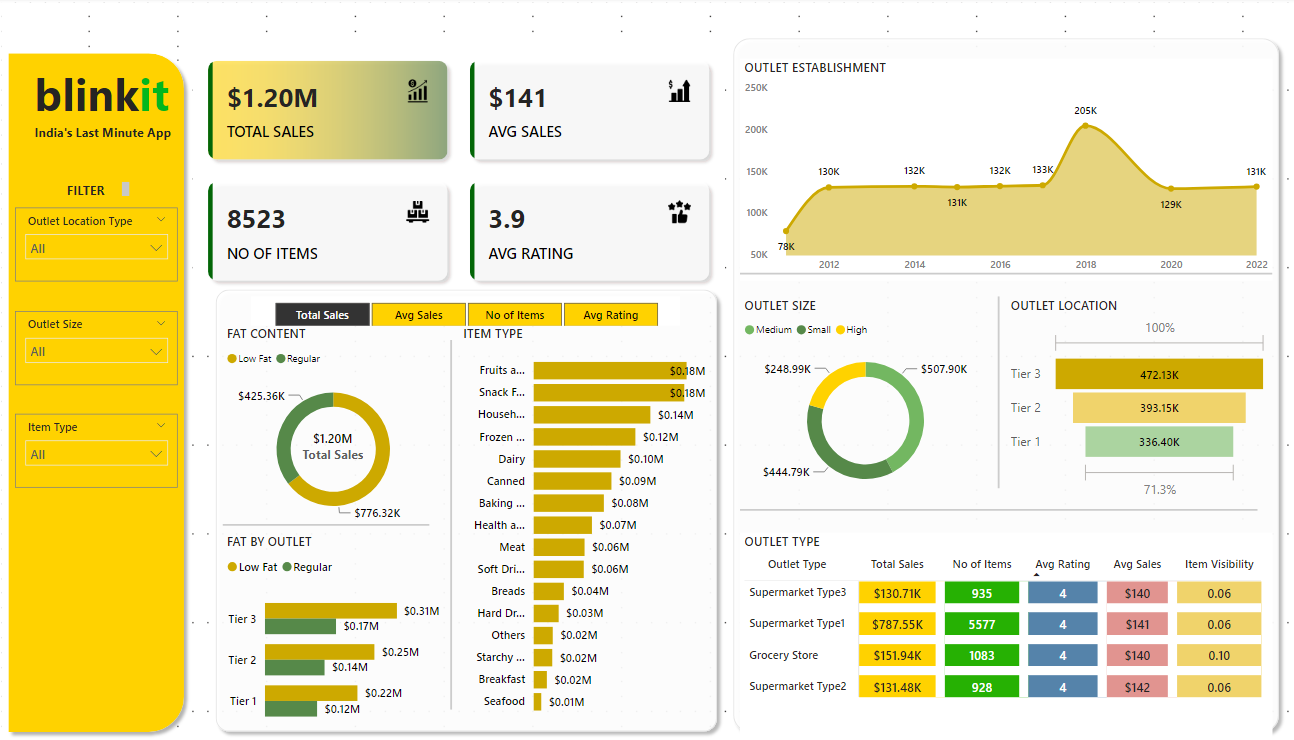 blinkit
India's Last Minute App
FILTER
Outlet Location Type
All
Outlet Size
All
Item Type
All
$1.20M
TOTAL SALES
$141
AVG SALES
8523
NO OF ITEMS
3.9
AVG RATING
Total Sales Avg Sales No of Items Avg Rating
FAT CONTENT
Low Fat Regular
$425.36K
$1.20M
Total Sales
$776.32K
FAT BY OUTLET
Low Fat Regular
Tier 3 $0.31M
$0.17M
Tier 2 $0.25M
$0.14M
Tier 1 $0.22M
$0.12M
ITEM TYPE
Fruits a... $0.18M
Snack F... $0.18M
Househ... $0.14M
Frozen ... $0.12M
Dairy $0.10M
Canned $0.09M
Baking ... $0.08M
Health a... $0.07M
Meat $0.06M
Soft Dri... $0.06M
Breads $0.04M
Hard Dr... $0.03M
Others $0.02M
Starchy ... $0.02M
Breakfast $0.02M
Seafood $0.01M
OUTLET ESTABLISHMENT
250K
200K
150K
100K
50K
78K 130K 132K 131K 132K 133K 205K 129K 131K
2012 2014 2016 2018 2020 2022
OUTLET SIZE
Medium Small High
$248.99K $507.90K
$444.79K
OUTLET LOCATION
100%
Tier 3 472.13K
Tier 2 393.15K
Tier 1 336.40K
71.3%
OUTLET TYPE
Outlet Type Total Sales No of Items Avg Rating Avg Sales Item Visibility
Supermarket Type3 $130.71K 935 4 $140 0.06
Supermarket Type1 $787.55K 5577 4 $141 0.06
Grocery Store $151.94K 1083 4 $140 0.10
Supermarket Type2 $131.48K 928 4 $142 0.06